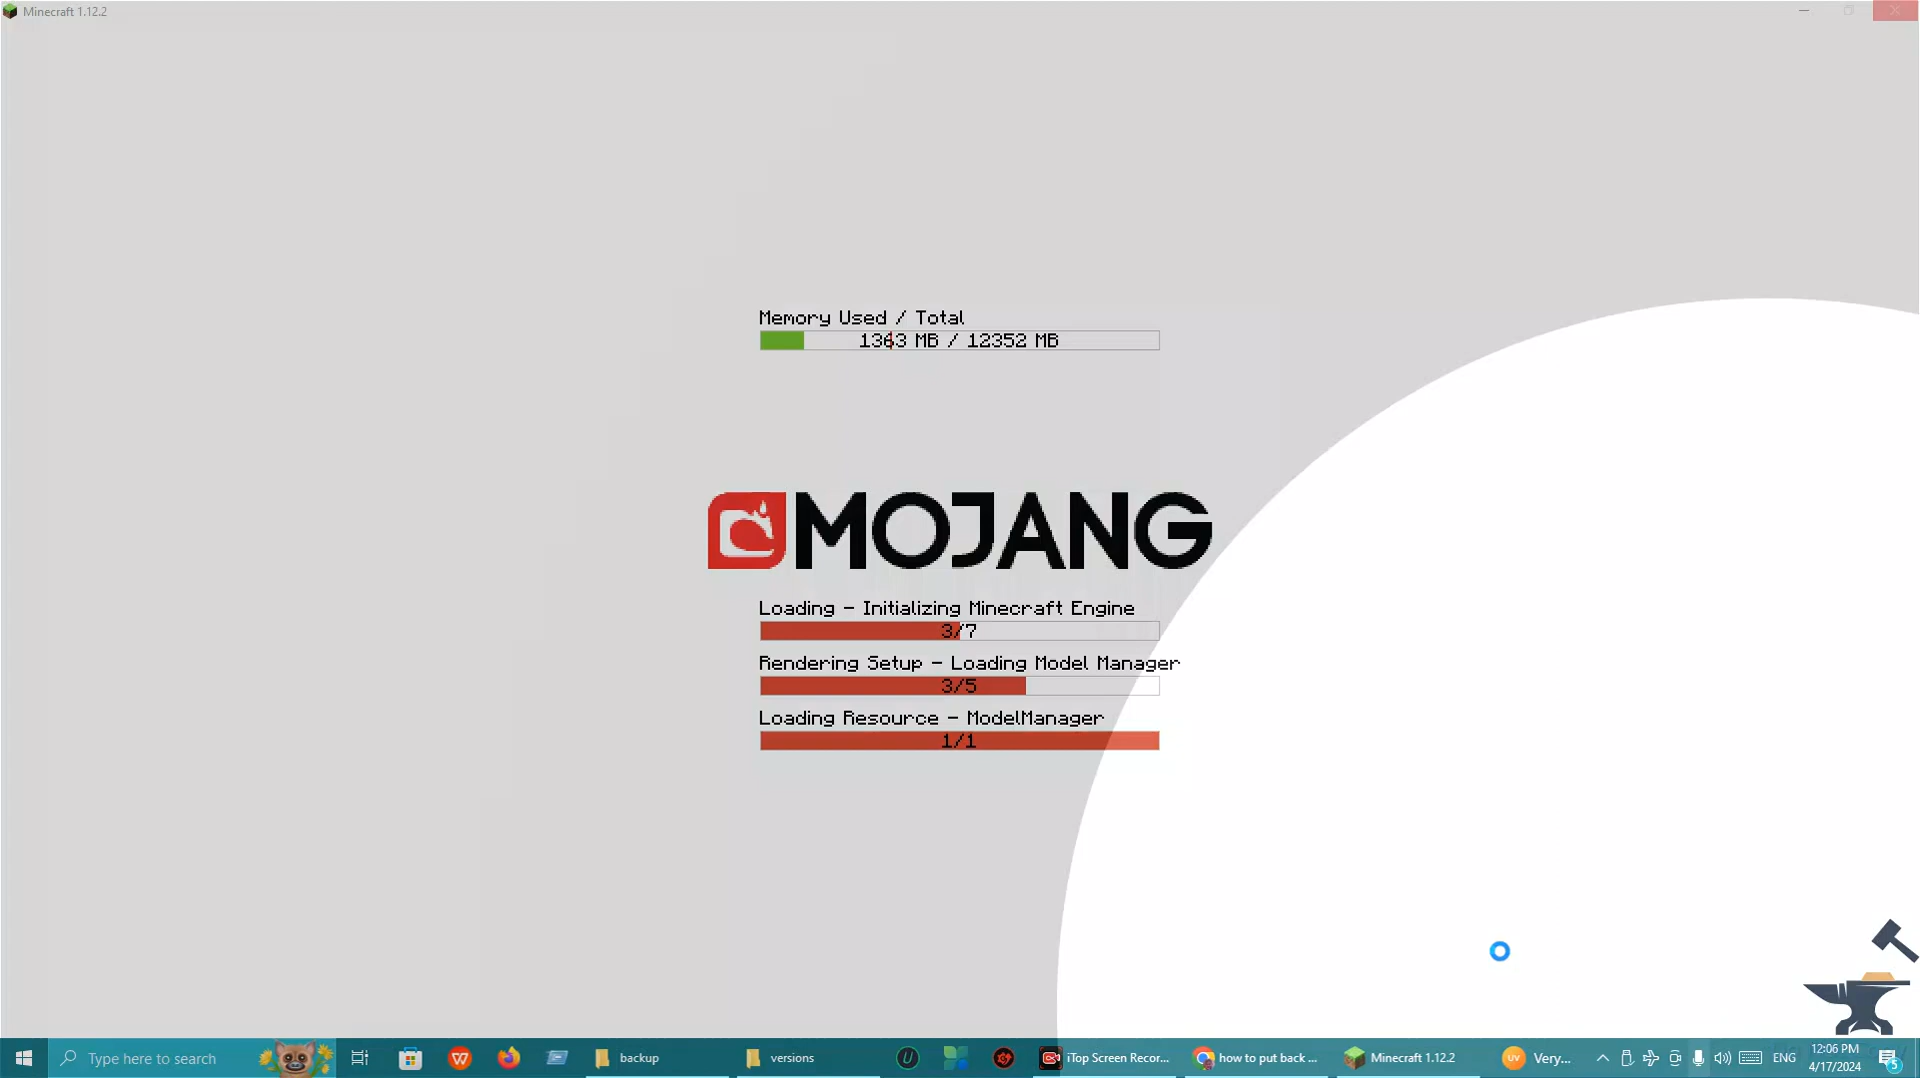 Minecraft 1.12.2
Memory Used / Total
1363 MB / 12352 MB
MOJANG
Loading - Initializing Minecraft Engine
3/7
Rendering Setup - Loading Model Manager
3/5
Loading Resource - ModelManager
1/1
Type here to search
backup
versions
iTop Screen Recor...
how to put back ...
Minecraft 1.12.2
UV
Very...
ENG
12:06 PM
4/17/2024
5